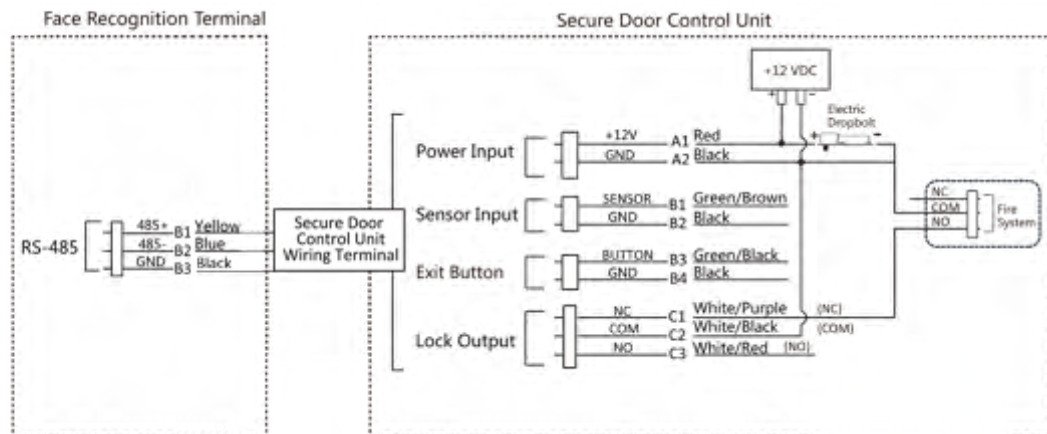 Face Recognition Terminal
Secure Door Control Unit
+12 VDC
+ −
Electric
Dropbolt
+ −
Power Input
+12V A1 Red
GND A2 Black
Sensor Input
SENSOR B1 Green/Brown
GND B2 Black
Exit Button
BUTTON B3 Green/Black
GND B4 Black
Lock Output
NC C1 White/Purple (NC)
COM C2 White/Black (COM)
NO C3 White/Red (NO)
RS-485
485+ B1 Yellow
485- B2 Blue
GND B3 Black
Secure Door
Control Unit
Wiring Terminal
NC
COM
NO
Fire
System